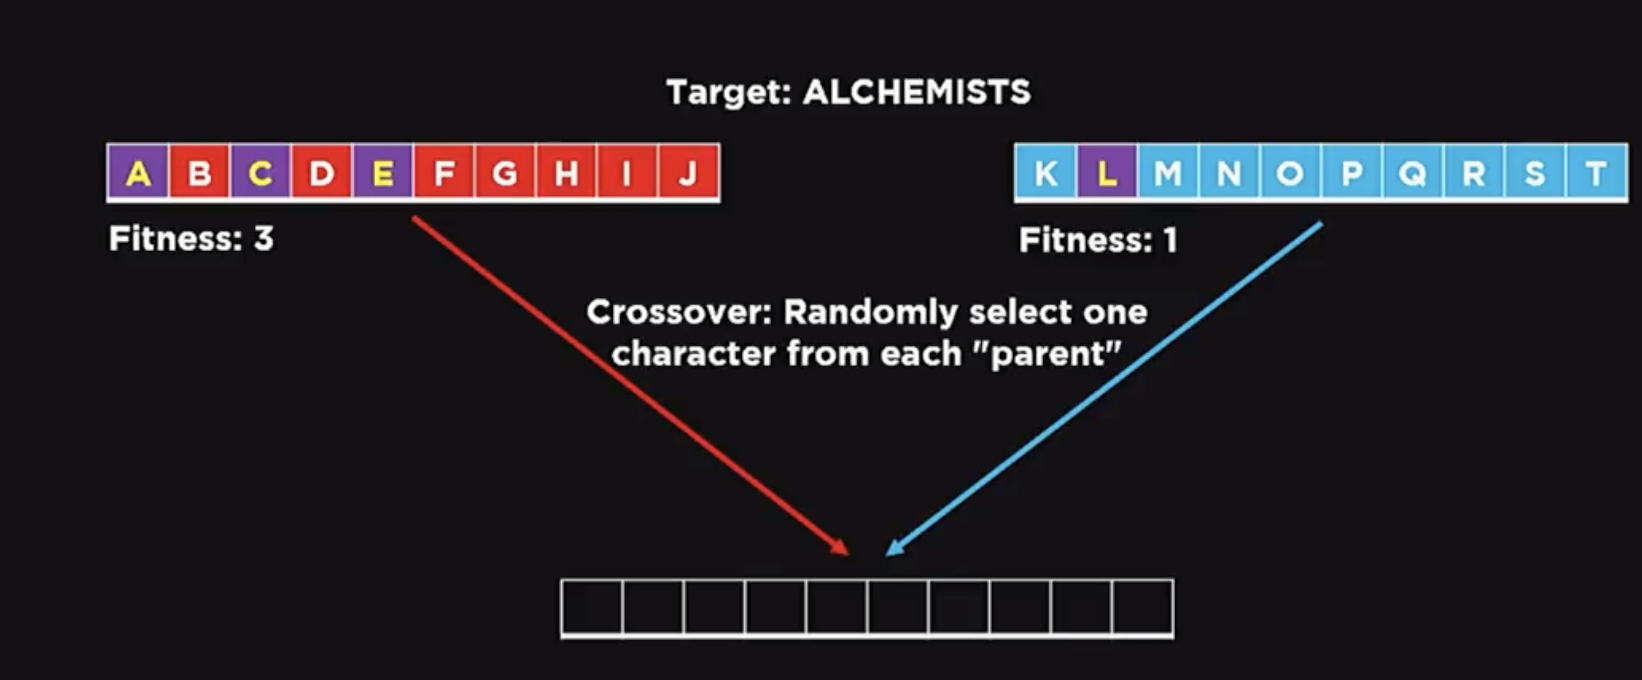 Target: ALCHEMISTS
A B C D E F G H I J
K L M N O P Q R S T
Fitness: 3
Fitness: 1
Crossover: Randomly select one
character from each "parent"